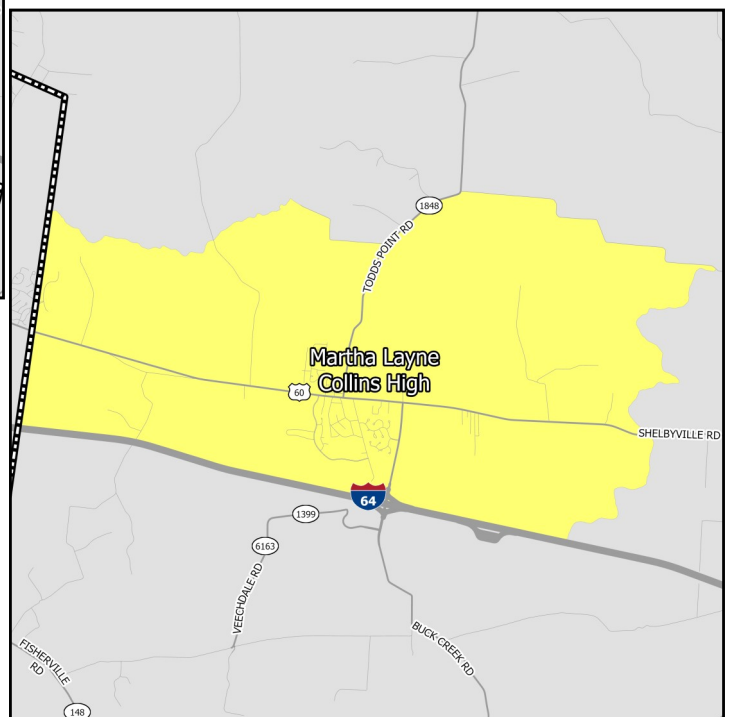 1848
TODDS POINT RD
Martha Layne
Collins High
60
SHELBYVILLE RD
64
1399
6163
VEECHDALE RD
BUCK CREEK RD
FISHERVILLE
RD
148